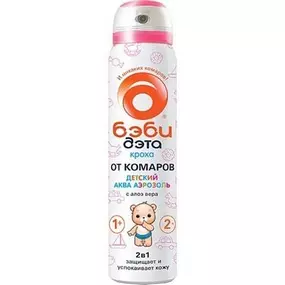 И никаких комаров!
бэби
дэта
кроха
ОТ КОМАРОВ
ДЕТСКИЙ
АКВА АЭРОЗОЛЬ
с алоэ вера
1+
2+
2в1
защищает и
успокаивает кожу